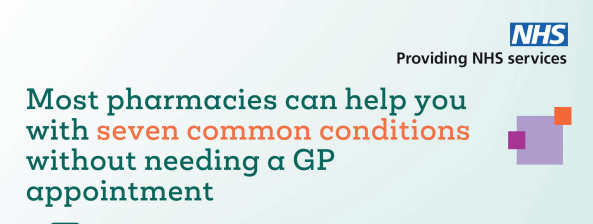 NHS
Providing NHS services
Most pharmacies can help you
with seven common conditions
without needing a GP
appointment